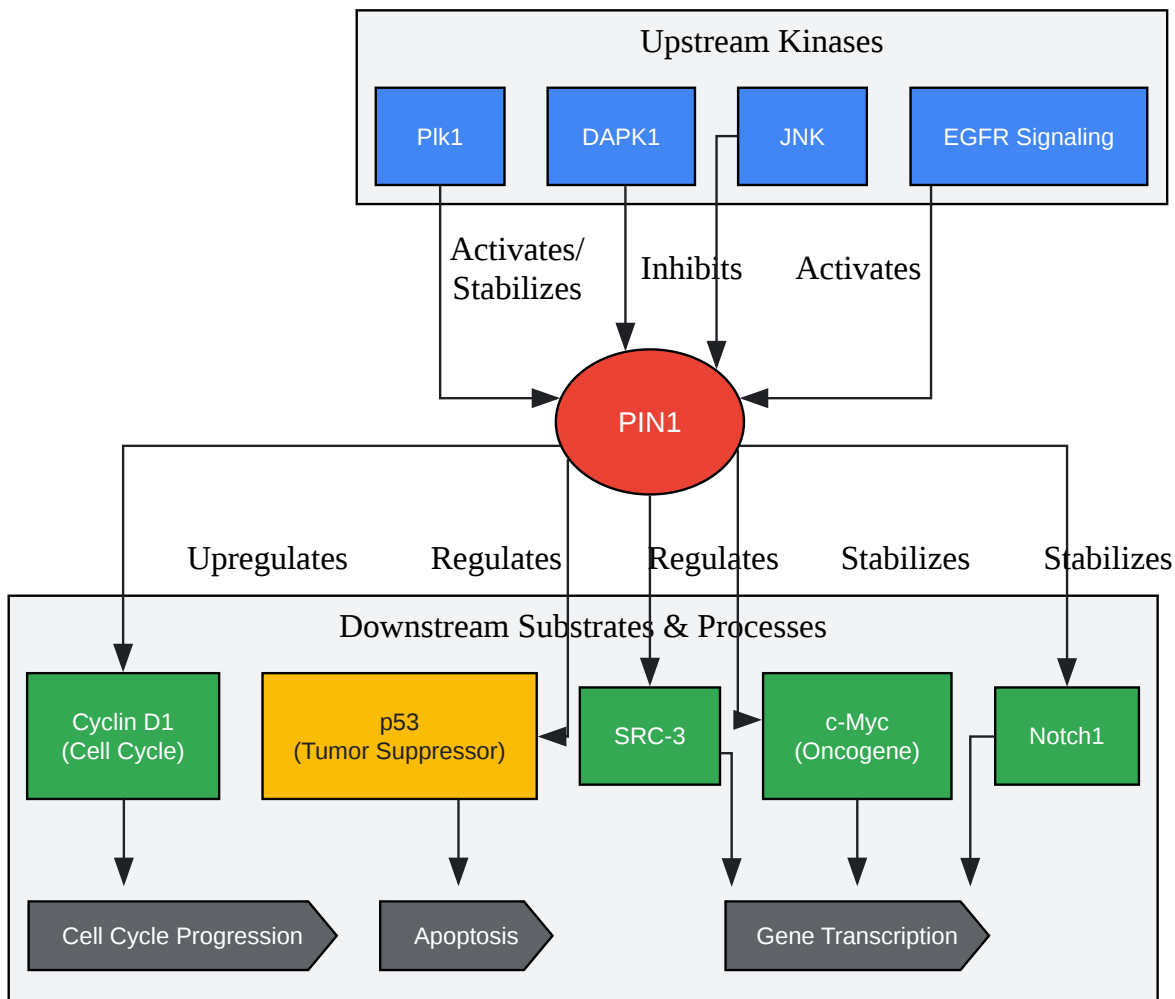 Upstream Kinases
Plk1
DAPK1
JNK
EGFR Signaling
Activates/
Stabilizes
Inhibits
Activates
PIN1
Upregulates
Regulates
Regulates
Stabilizes
Stabilizes
Downstream Substrates & Processes
Cyclin D1
(Cell Cycle)
p53
(Tumor Suppressor)
SRC-3
c-Myc
(Oncogene)
Notch1
Cell Cycle Progression
Apoptosis
Gene Transcription